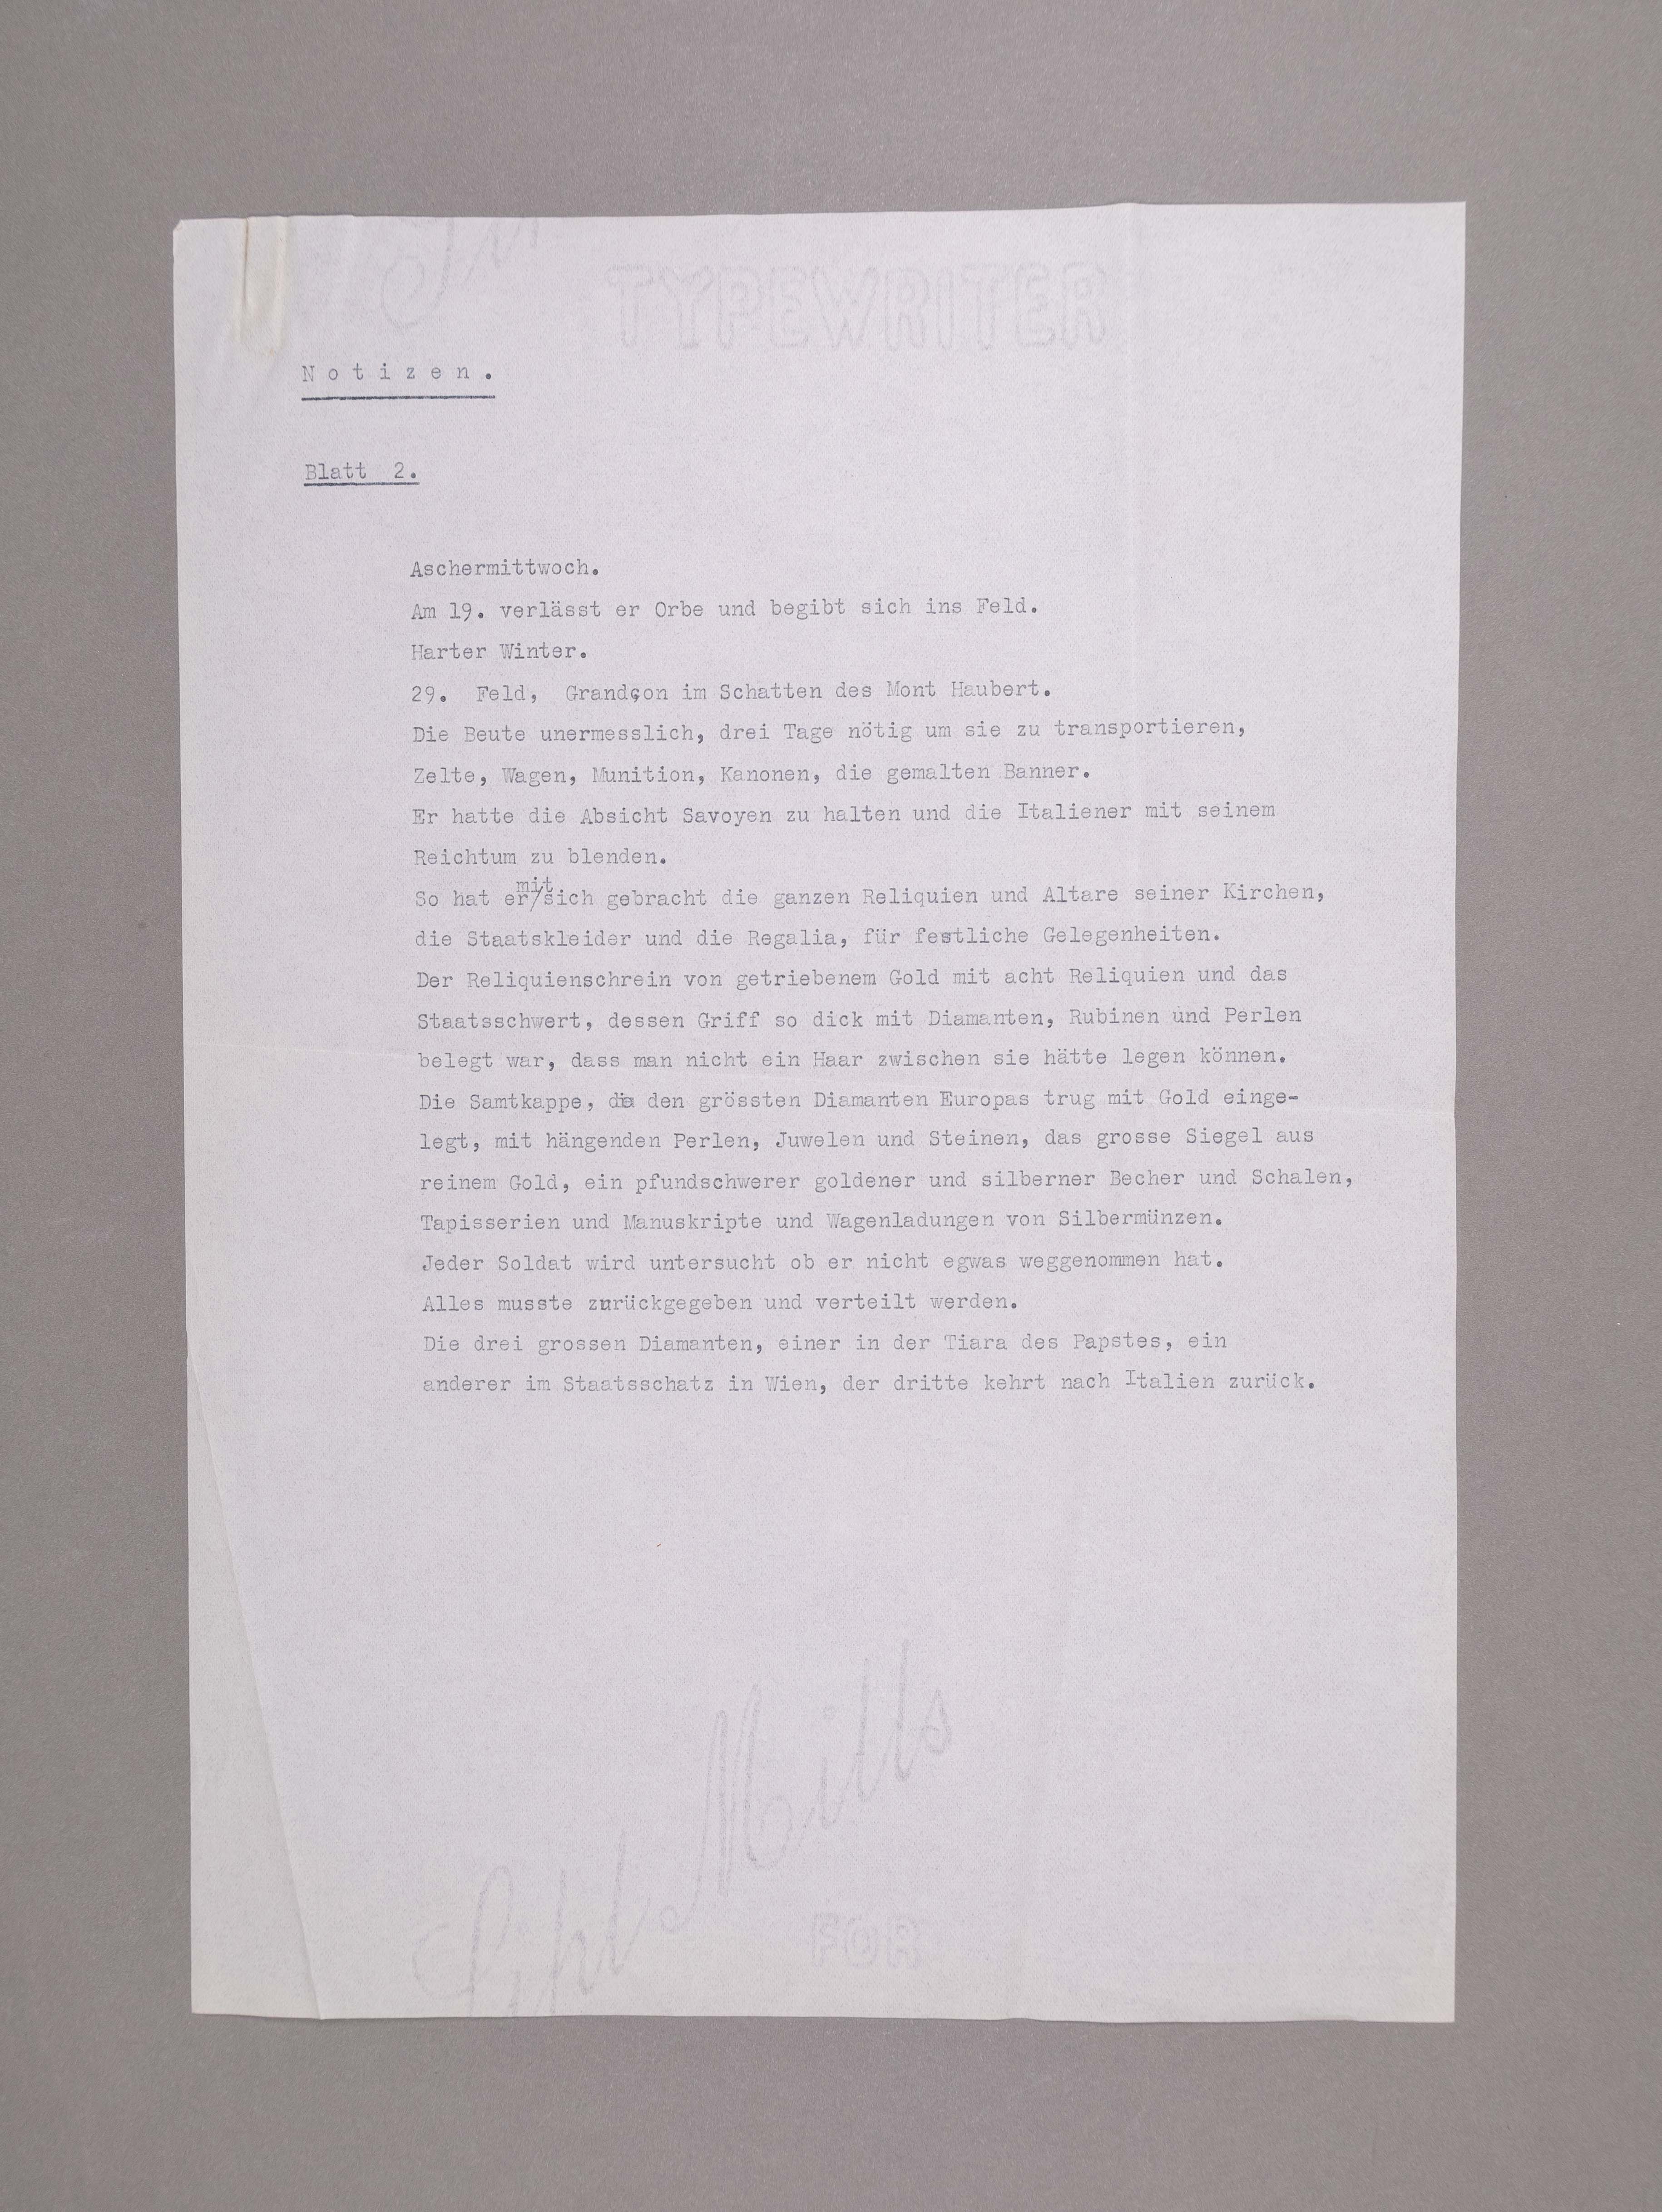 TYPEWRITER
Notizen.
Blatt 2.
Aschermittwoch.
Am 19. verlässt er Orbe und begibt sich ins Feld.
Harter Winter.
29. Feld, Grandçon im Schatten des Mont Haubert.
Die Beute unermesslich, drei Tage nötig um sie zu transportieren,
Zelte, Wagen, Munition, Kanonen, die gemalten Banner.
Er hatte die Absicht Savoyen zu halten und die Italiener mit seinem
Reichtum zu blenden.
mit
So hat er/sich gebracht die ganzen Reliquien und Altare seiner Kirchen,
die Staatskleider und die Regalia, für festliche Gelegenheiten.
Der Reliquienschrein von getriebenem Gold mit acht Reliquien und das
Staatsschwert, dessen Griff so dick mit Diamanten, Rubinen und Perlen
belegt war, dass man nicht ein Haar zwischen sie hätte legen können.
Die Samtkappe, die den grössten Diamanten Europas trug mit Gold einge-
legt, mit hängenden Perlen, Juwelen und Steinen, das grosse Siegel aus
reinem Gold, ein pfundschwerer goldener und silberner Becher und Schalen,
Tapisserien und Manuskripte und Wagenladungen von Silbermünzen.
Jeder Soldat wird untersucht ob er nicht egwas weggenommen hat.
Alles musste zurückgegeben und verteilt werden.
Die drei grossen Diamanten, einer in der Tiara des Papstes, ein
anderer im Staatsschatz in Wien, der dritte kehrt nach Italien zurück.
Sihl Mills
FOR